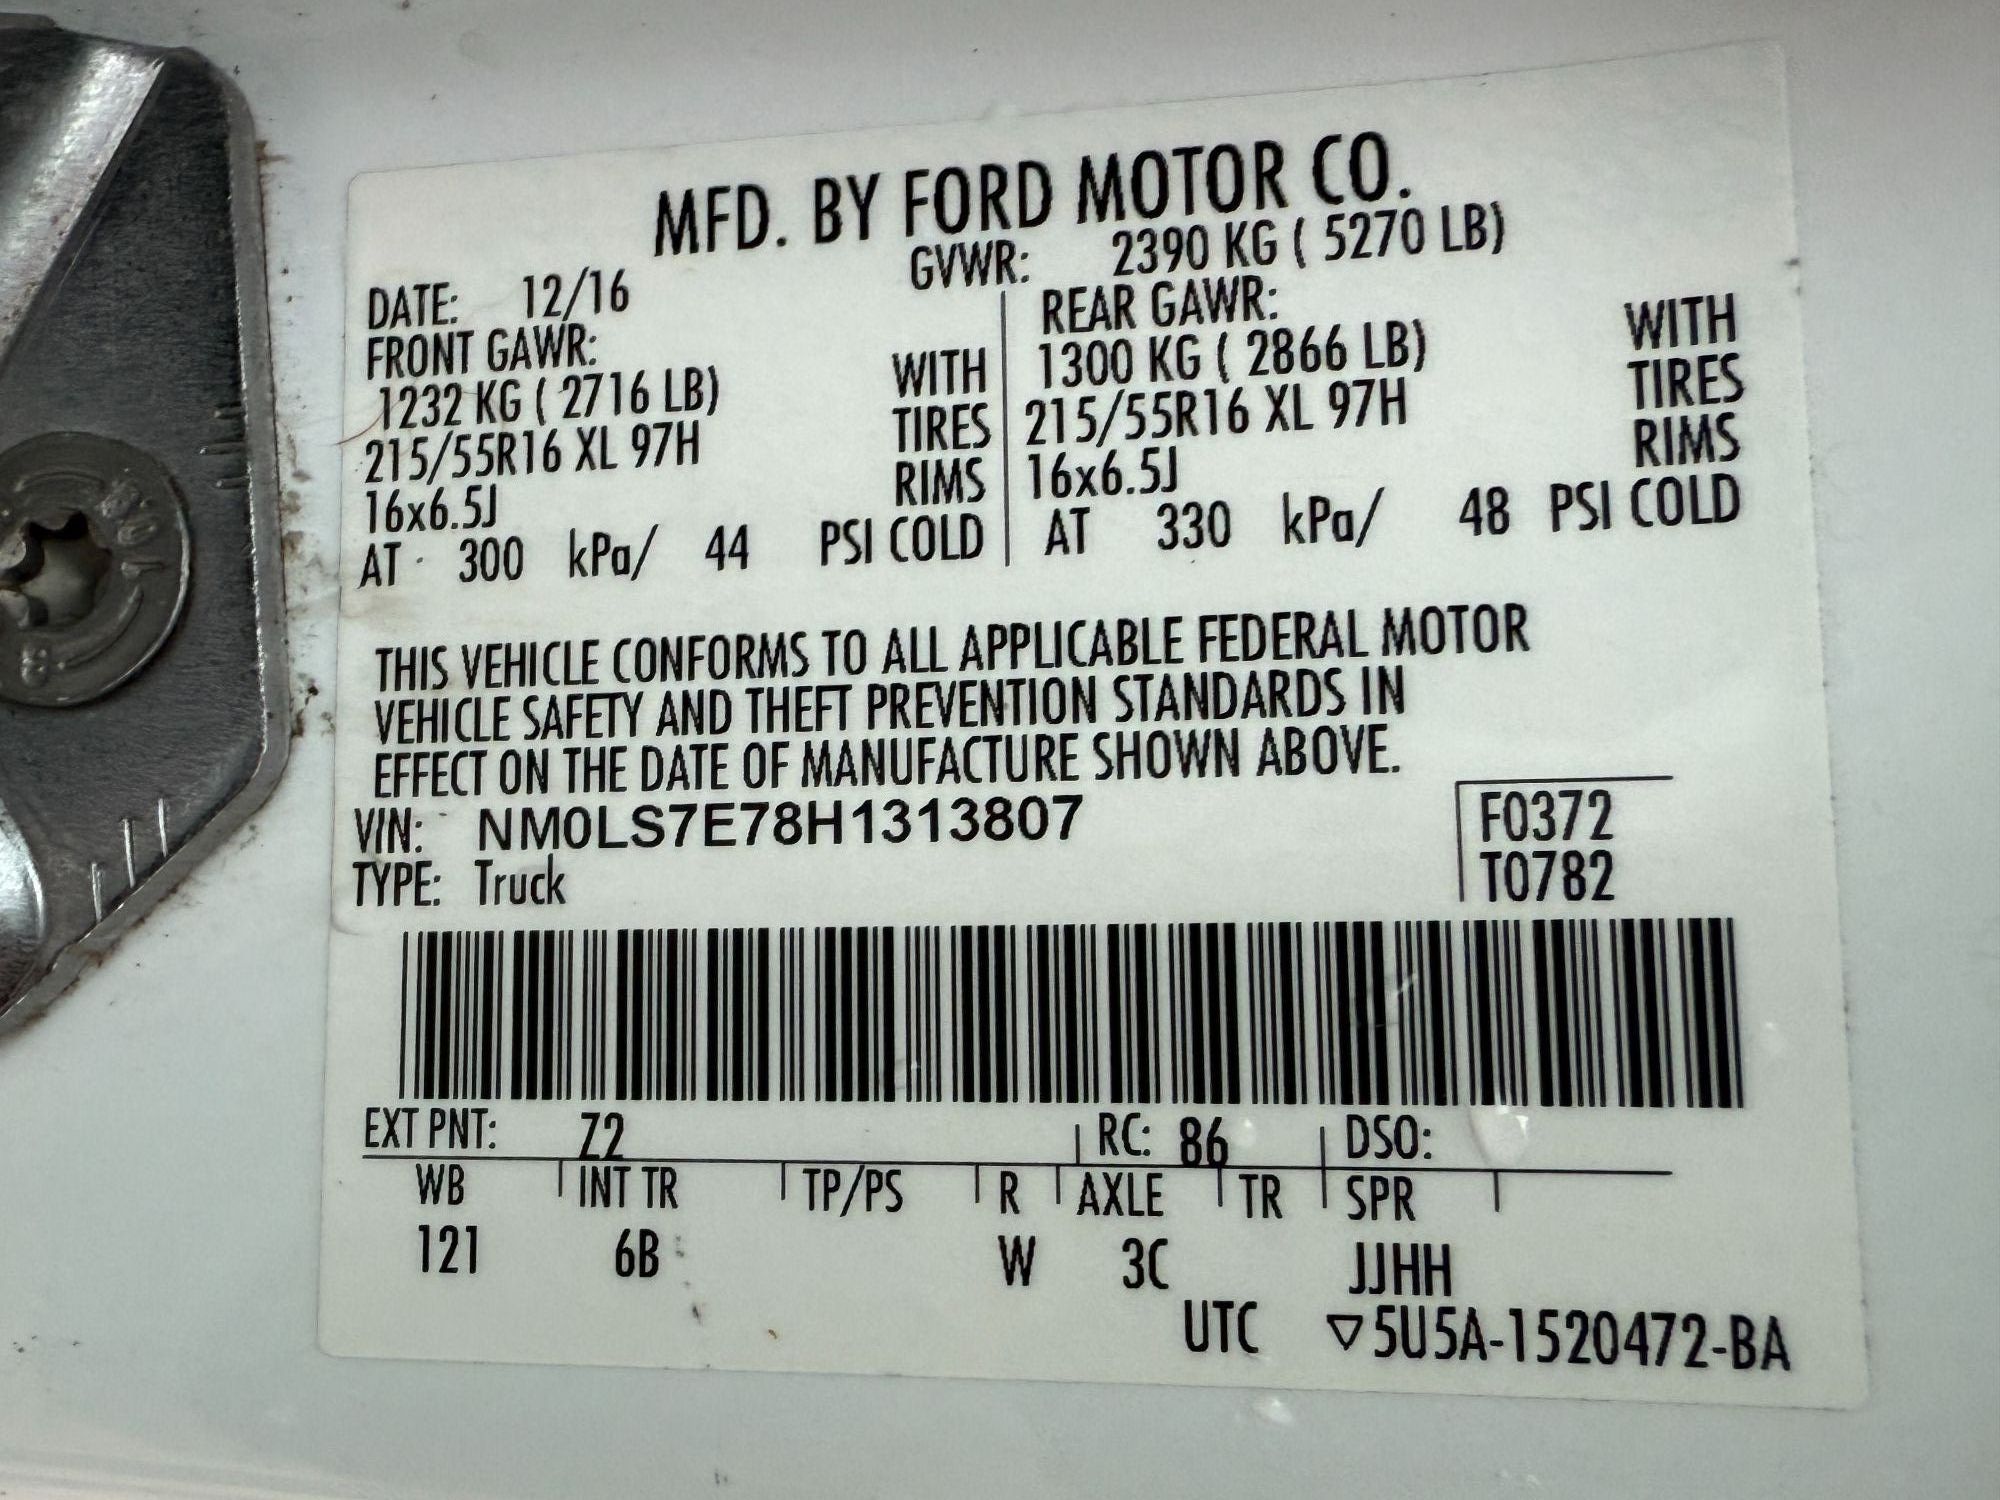 MFD. BY FORD MOTOR CO.
DATE: 12/16 GVWR: 2390 KG ( 5270 LB)
FRONT GAWR: REAR GAWR:
1232 KG ( 2716 LB) WITH 1300 KG ( 2866 LB) WITH
215/55R16 XL 97H TIRES 215/55R16 XL 97H TIRES
16x6.5J RIMS 16x6.5J RIMS
AT 300 kPa/ 44 PSI COLD AT 330 kPa/ 48 PSI COLD
THIS VEHICLE CONFORMS TO ALL APPLICABLE FEDERAL MOTOR
VEHICLE SAFETY AND THEFT PREVENTION STANDARDS IN
EFFECT ON THE DATE OF MANUFACTURE SHOWN ABOVE.
VIN: NM0LS7E78H1313807 F0372
TYPE: Truck T0782
EXT PNT: Z2 RC: 86 DSO:
WB INT TR TP/PS R AXLE TR SPR
121 6B W 3C JJHH
UTC ▽5U5A-1520472-BA